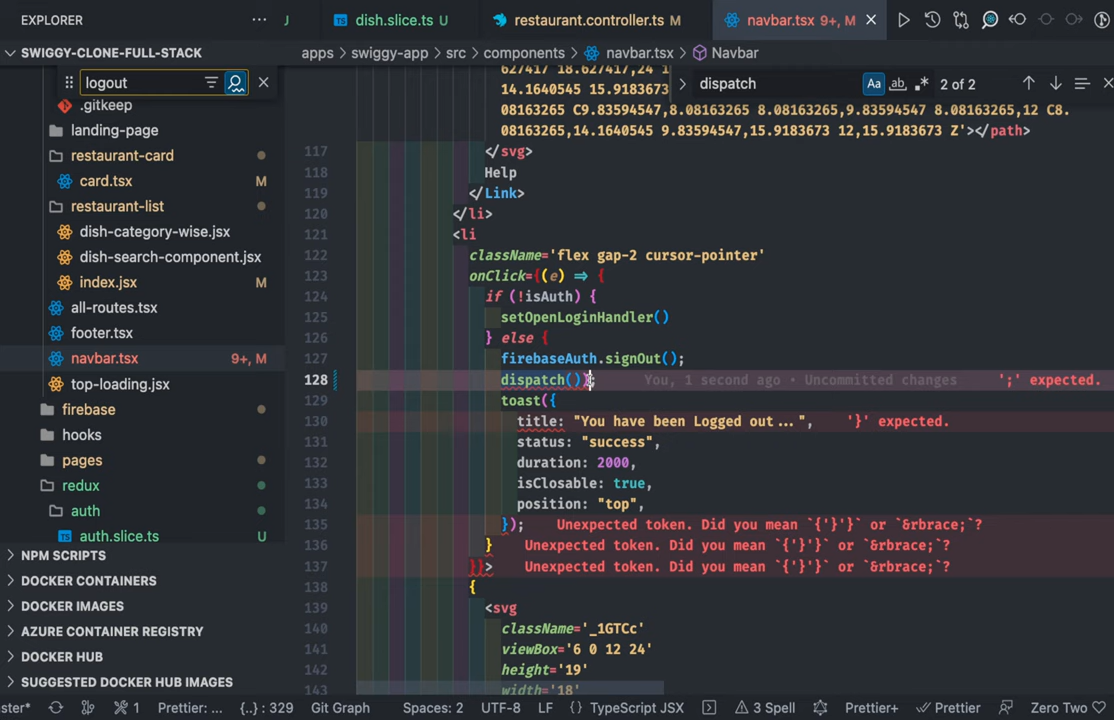 EXPLORER
dish.slice.ts U
restaurant.controller.ts M
navbar.tsx 9+, M
SWIGGY-CLONE-FULL-STACK
apps > swiggy-app > src > components > navbar.tsx > Navbar
logout
dispatch
Aa ab 2 of 2
.gitkeep
landing-page
restaurant-card
card.tsx M
restaurant-list
dish-category-wise.jsx
dish-search-component.jsx
index.jsx M
all-routes.tsx
footer.tsx
navbar.tsx 9+, M
top-loading.jsx
firebase
hooks
pages
redux
auth
auth.slice.ts U
NPM SCRIPTS
DOCKER CONTAINERS
DOCKER IMAGES
AZURE CONTAINER REGISTRY
DOCKER HUB
SUGGESTED DOCKER HUB IMAGES
14.1640545 15.9183673
08163265 C9.83594547,8.08163265 8.08163265,9.83594547 8.08163265,12 C8.
08163265,14.1640545 9.83594547,15.9183673 12,15.9183673 Z'></path>
117 </svg>
118 Help
119 </Link>
120 </li>
121 <li
122 className='flex gap-2 cursor-pointer'
123 onClick={(e) => {
124 if (!isAuth) {
125 setOpenLoginHandler()
126 } else {
127 firebaseAuth.signOut();
128 dispatch()); You, 1 second ago • Uncommitted changes ';' expected.
129 toast({
130 title: "You have been Logged out...", '}' expected.
131 status: "success",
132 duration: 2000,
133 isClosable: true,
134 position: "top",
135 }); Unexpected token. Did you mean `{'}'}` or `&rbrace;`?
136 } Unexpected token. Did you mean `{'}'}` or `&rbrace;`?
137 }}> Unexpected token. Did you mean `{'}'}` or `&rbrace;`?
138 {
139 <svg
140 className='_1GTCc'
141 viewBox='6 0 12 24'
142 height='19'
143 width='18'
ster* 1 Prettier: ... {..} : 329 Git Graph Spaces: 2 UTF-8 LF {} TypeScript JSX 3 Spell Prettier+ Prettier Zero Two